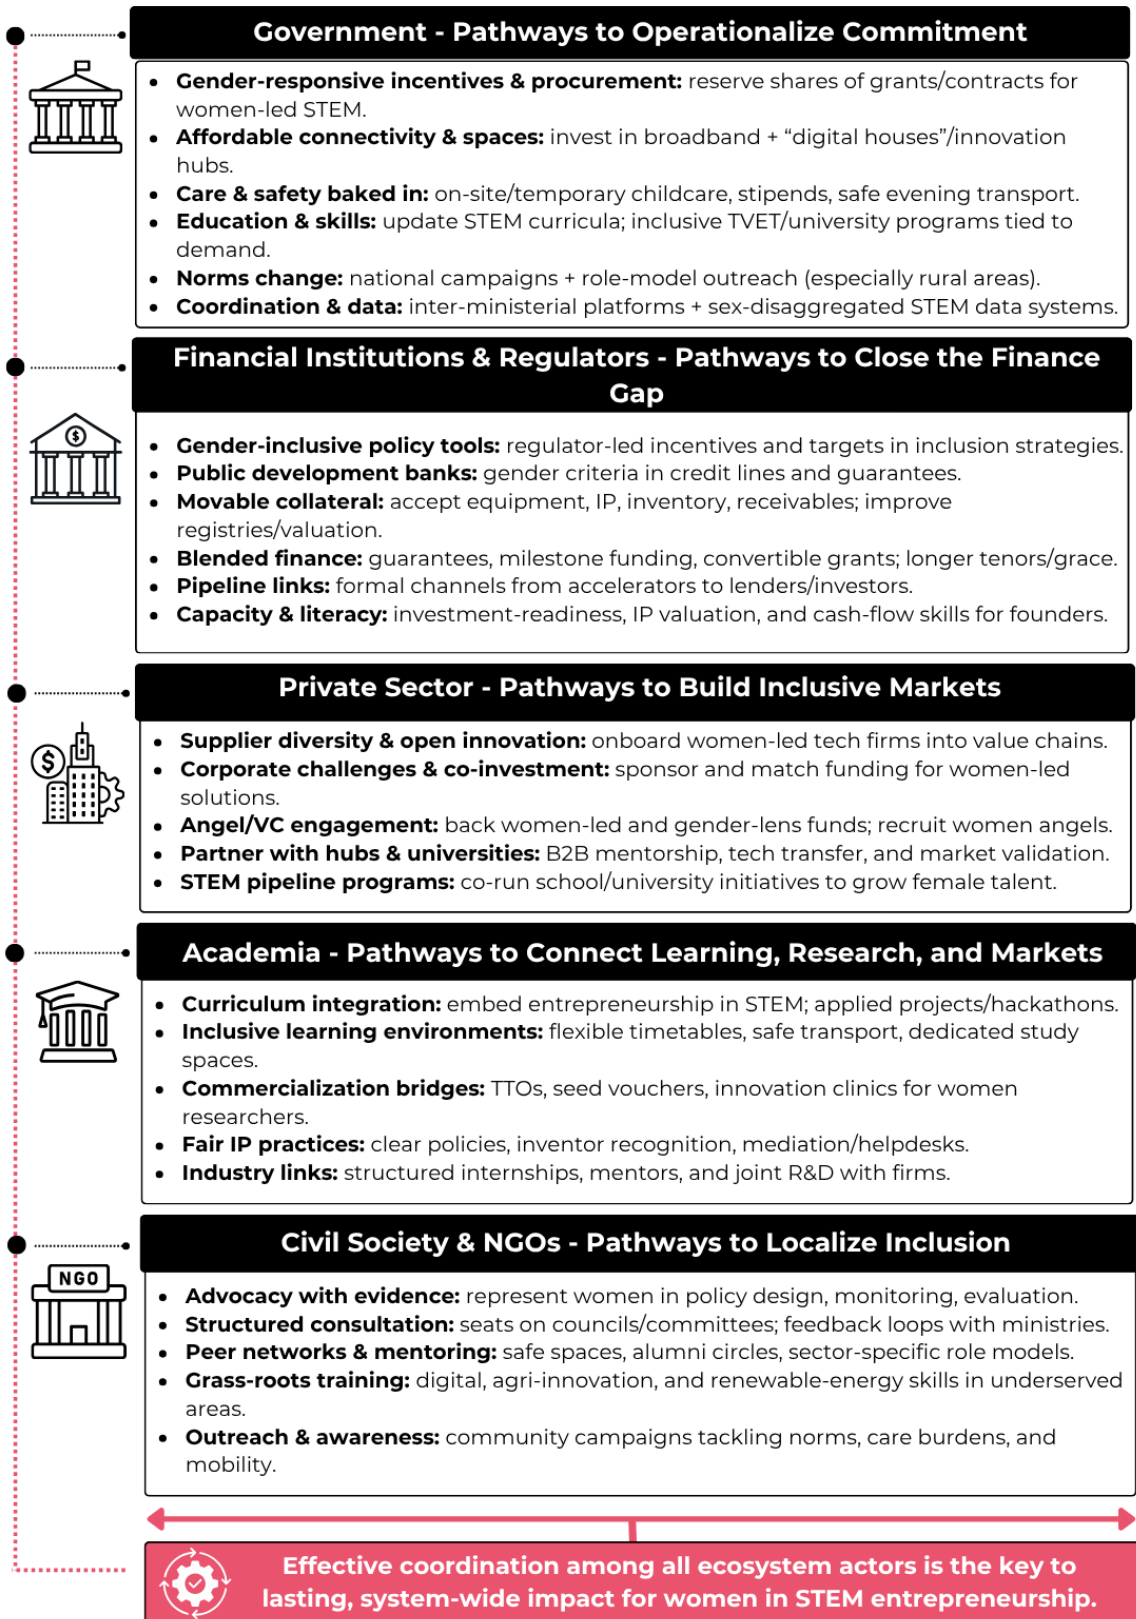 Government - Pathways to Operationalize Commitment
• Gender-responsive incentives & procurement: reserve shares of grants/contracts for
women-led STEM.
• Affordable connectivity & spaces: invest in broadband + “digital houses”/innovation
hubs.
• Care & safety baked in: on-site/temporary childcare, stipends, safe evening transport.
• Education & skills: update STEM curricula; inclusive TVET/university programs tied to
demand.
• Norms change: national campaigns + role-model outreach (especially rural areas).
• Coordination & data: inter-ministerial platforms + sex-disaggregated STEM data systems.
Financial Institutions & Regulators - Pathways to Close the Finance
Gap
• Gender-inclusive policy tools: regulator-led incentives and targets in inclusion strategies.
• Public development banks: gender criteria in credit lines and guarantees.
• Movable collateral: accept equipment, IP, inventory, receivables; improve
registries/valuation.
• Blended finance: guarantees, milestone funding, convertible grants; longer tenors/grace.
• Pipeline links: formal channels from accelerators to lenders/investors.
• Capacity & literacy: investment-readiness, IP valuation, and cash-flow skills for founders.
Private Sector - Pathways to Build Inclusive Markets
• Supplier diversity & open innovation: onboard women-led tech firms into value chains.
• Corporate challenges & co-investment: sponsor and match funding for women-led
solutions.
• Angel/VC engagement: back women-led and gender-lens funds; recruit women angels.
• Partner with hubs & universities: B2B mentorship, tech transfer, and market validation.
• STEM pipeline programs: co-run school/university initiatives to grow female talent.
Academia - Pathways to Connect Learning, Research, and Markets
• Curriculum integration: embed entrepreneurship in STEM; applied projects/hackathons.
• Inclusive learning environments: flexible timetables, safe transport, dedicated study
spaces.
• Commercialization bridges: TTOs, seed vouchers, innovation clinics for women
researchers.
• Fair IP practices: clear policies, inventor recognition, mediation/helpdesks.
• Industry links: structured internships, mentors, and joint R&D with firms.
Civil Society & NGOs - Pathways to Localize Inclusion
NGO
• Advocacy with evidence: represent women in policy design, monitoring, evaluation.
• Structured consultation: seats on councils/committees; feedback loops with ministries.
• Peer networks & mentoring: safe spaces, alumni circles, sector-specific role models.
• Grass-roots training: digital, agri-innovation, and renewable-energy skills in underserved
areas.
• Outreach & awareness: community campaigns tackling norms, care burdens, and
mobility.
Effective coordination among all ecosystem actors is the key to
lasting, system-wide impact for women in STEM entrepreneurship.